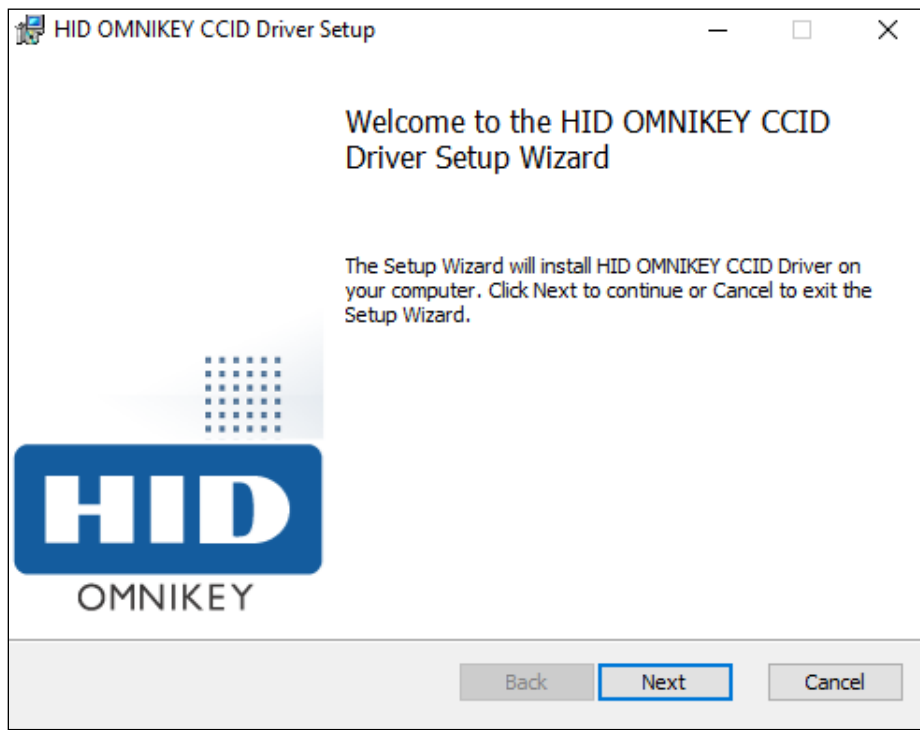 HID OMNIKEY CCID Driver Setup
Welcome to the HID OMNIKEY CCID
Driver Setup Wizard
The Setup Wizard will install HID OMNIKEY CCID Driver on
your computer. Click Next to continue or Cancel to exit the
Setup Wizard.
HID
OMNIKEY
Back
Next
Cancel